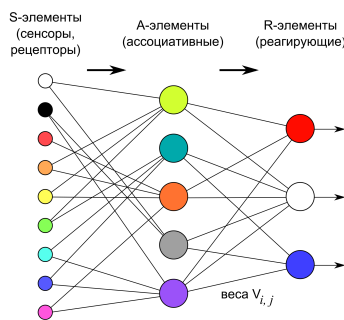 S-элементы
(сенсоры,
рецепторы)
A-элементы
(ассоциативные)
R-элементы
(реагирующие)
веса V i, j